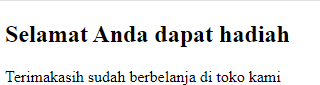 Selamat Anda dapat hadiah
Terimakasih sudah berbelanja di toko kami